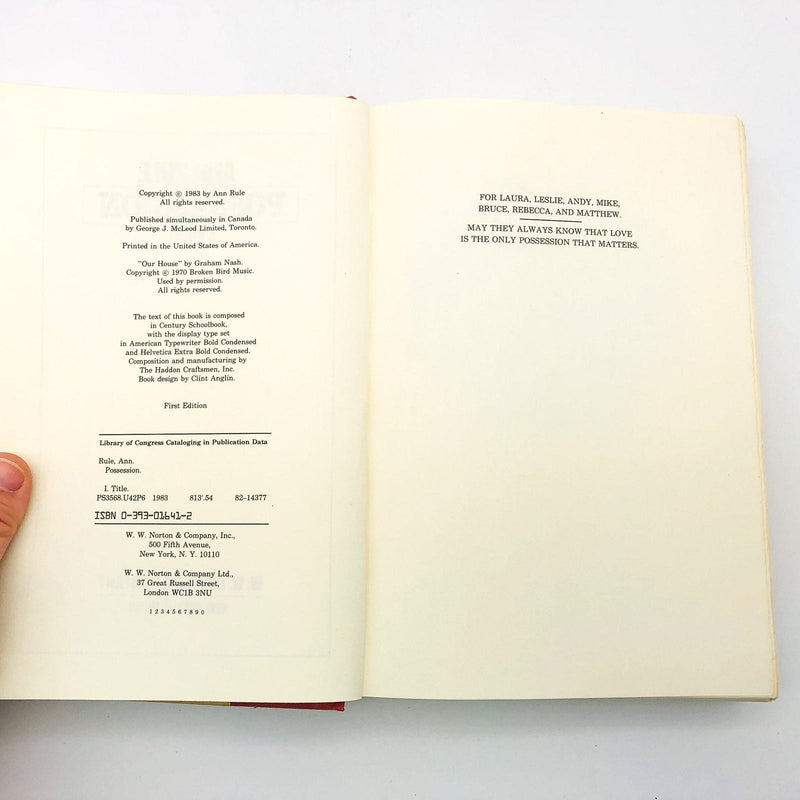 Copyright © 1983 by Ann Rule
All rights reserved.
Published simultaneously in Canada
by George J. McLeod Limited, Toronto.
Printed in the United States of America.
"Our House" by Graham Nash.
Copyright © 1970 Broken Bird Music.
Used by permission.
All rights reserved.
The text of this book is composed
in Century Schoolbook,
with the display type set
in American Typewriter Bold Condensed
and Helvetica Extra Bold Condensed.
Composition and manufacturing by
The Haddon Craftsmen, Inc.
Book design by Clint Anglin.
First Edition
Library of Congress Cataloging in Publication Data
Rule, Ann.
Possession.
I. Title.
PS3568.U42P6 1983 813'.54 82-14377
ISBN 0-393-01641-2
W. W. Norton & Company, Inc.,
500 Fifth Avenue,
New York, N. Y. 10110
W. W. Norton & Company Ltd.,
37 Great Russell Street,
London WC1B 3NU
1 2 3 4 5 6 7 8 9 0
FOR LAURA, LESLIE, ANDY, MIKE,
BRUCE, REBECCA, AND MATTHEW.
MAY THEY ALWAYS KNOW THAT LOVE
IS THE ONLY POSSESSION THAT MATTERS.